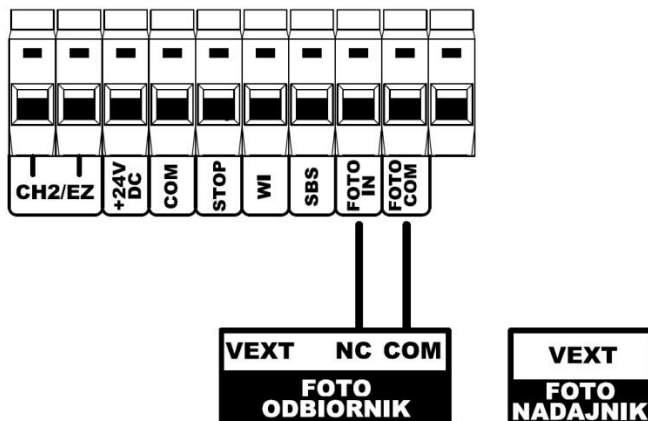 CH2/EZ
+24V
DC
COM
STOP
WI
SBS
FOTO
IN
FOTO
COM
VEXT NC COM
FOTO
ODBIORNIK
VEXT
FOTO
NADAJNIK